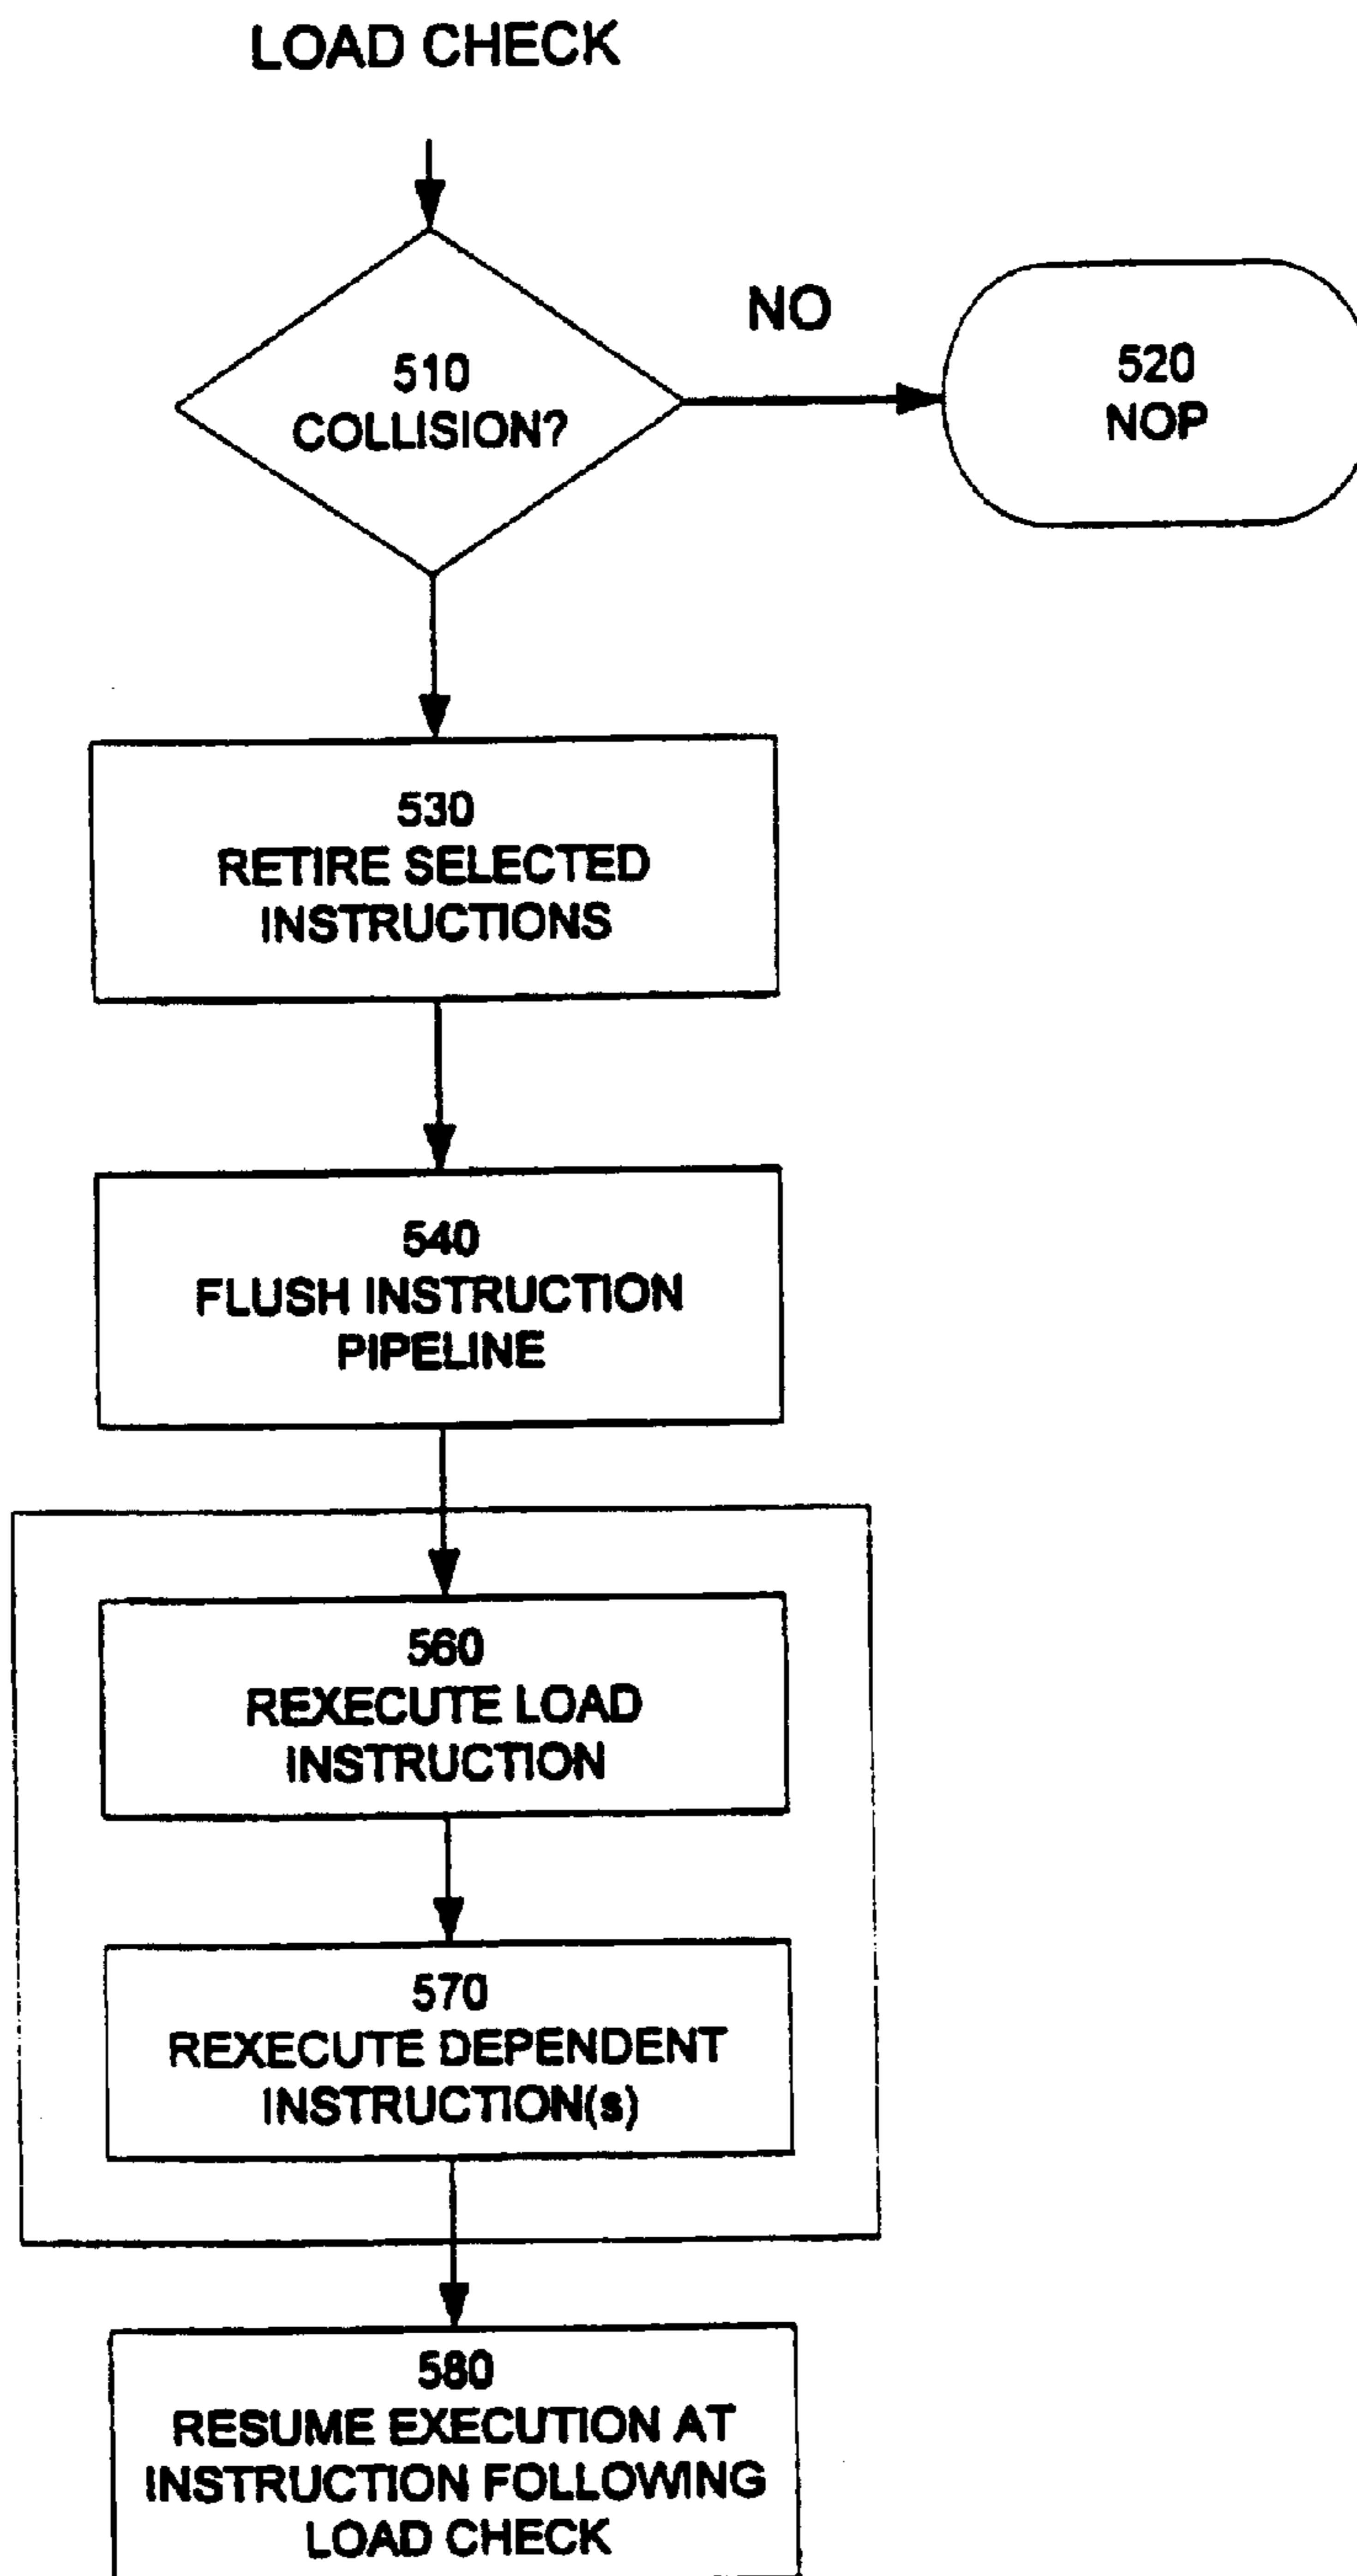 LOAD CHECK
510
COLLISION?
NO
520
NOP
530
RETIRE SELECTED
INSTRUCTIONS
540
FLUSH INSTRUCTION
PIPELINE
560
REXECUTE LOAD
INSTRUCTION
570
REXECUTE DEPENDENT
INSTRUCTION(s)
580
RESUME EXECUTION AT
INSTRUCTION FOLLOWING
LOAD CHECK